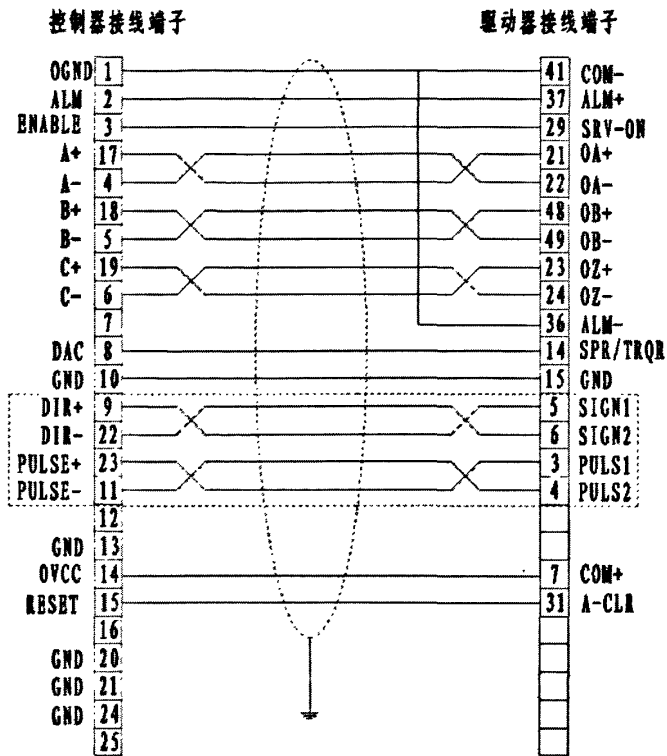 控制器接线端子 驱动器接线端子
OGND 1 41 COM-
ALM 2 37 ALM+
ENABLE 3 29 SRV-ON
A+ 17 21 OA+
A- 4 22 OA-
B+ 18 48 OB+
B- 5 49 OB-
C+ 19 23 OZ+
C- 6 24 OZ-
7 36 ALM-
DAC 8 14 SPR/TRQR
GND 10 15 GND
DIR+ 9 5 SIGN1
DIR- 22 6 SIGN2
PULSE+ 23 3 PULS1
PULSE- 11 4 PULS2
12
GND 13
OVCC 14 7 COM+
RESET 15 31 A-CLR
16
GND 20
GND 21
GND 24
25